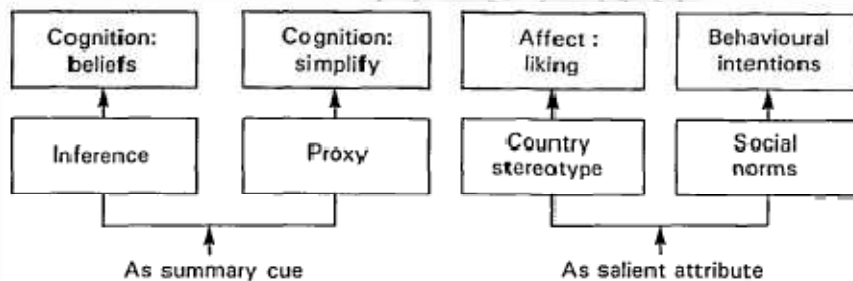 Cognition:
beliefs
Cognition:
simplify
Affect :
liking
Behavioural
intentions
Inference
Proxy
Country
stereotype
Social
norms
As summary cue
As salient attribute